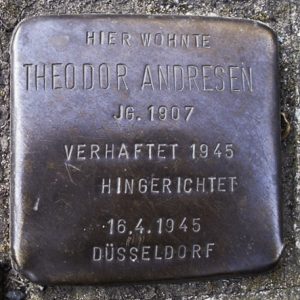 HIER WOHNTE
THEODOR ANDRESEN
JG. 1907
VERHAFTET 1945
HINGERICHTET
16.4.1945
DÜSSELDORF